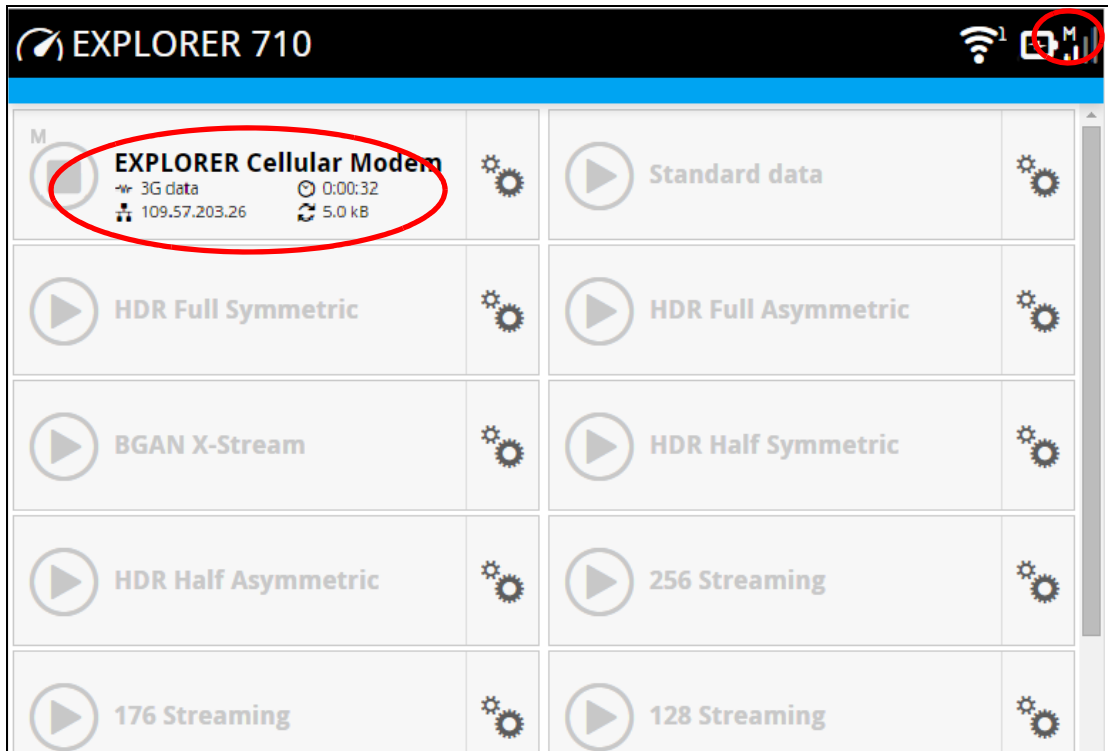 EXPLORER 710
1
M
M
EXPLORER Cellular Modem
3G data 0:00:32
109.57.203.26 5.0 kB
Standard data
HDR Full Symmetric
HDR Full Asymmetric
BGAN X-Stream
HDR Half Symmetric
HDR Half Asymmetric
256 Streaming
176 Streaming
128 Streaming